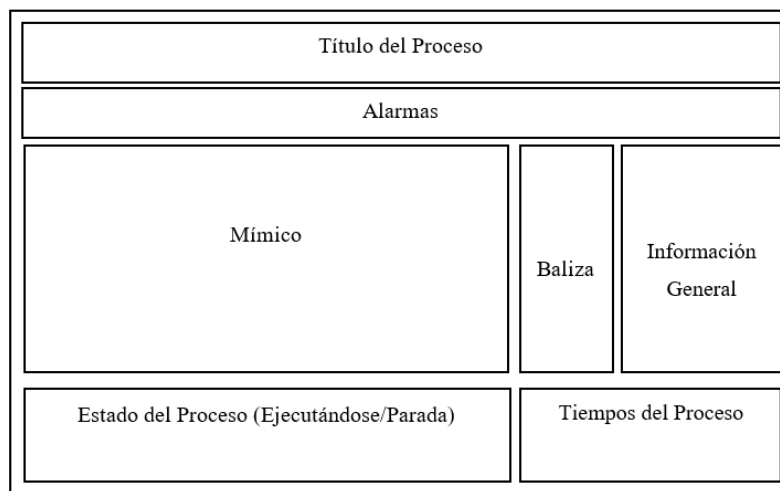 Título del Proceso
Alarmas
Mímico
Baliza
Información
General
Estado del Proceso (Ejecutándose/Parada)
Tiempos del Proceso